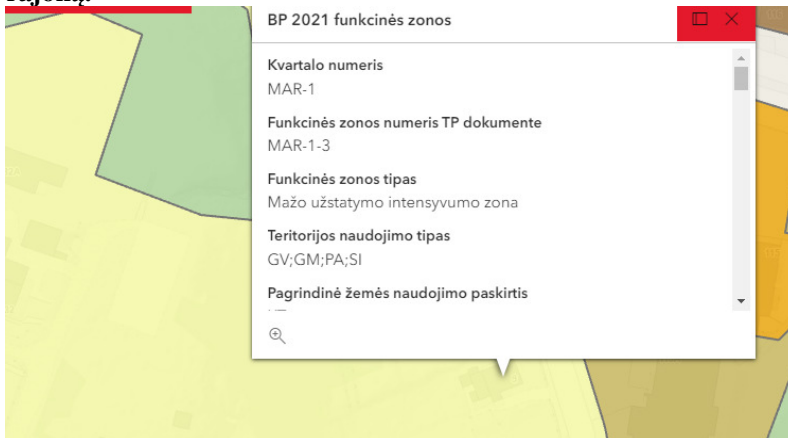 BP 2021 funkcinės zonos
Kvartalo numeris
MAR-1
Funkcinės zonos numeris TP dokumente
MAR-1-3
Funkcinės zonos tipas
Mažo užstatymo intensyvumo zona
Teritorijos naudojimo tipas
GV;GM;PA;SI
Pagrindinė žemės naudojimo paskirtis